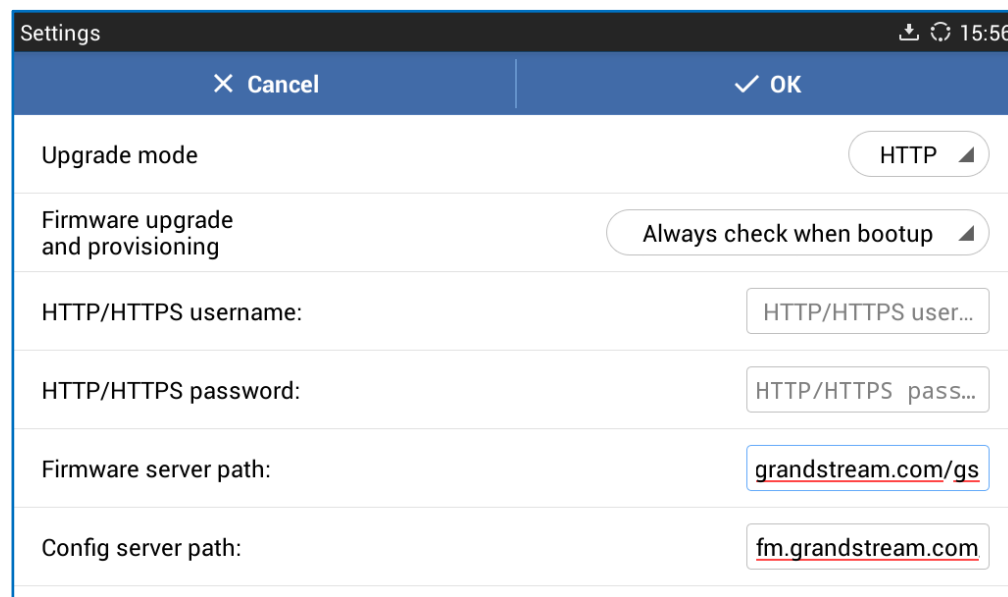 Settings 15:56
Cancel OK
Upgrade mode HTTP
Firmware upgrade
and provisioning
Always check when bootup
HTTP/HTTPS username: HTTP/HTTPS user…
HTTP/HTTPS password: HTTP/HTTPS pass…
Firmware server path: grandstream.com/gs
Config server path: fm.grandstream.com